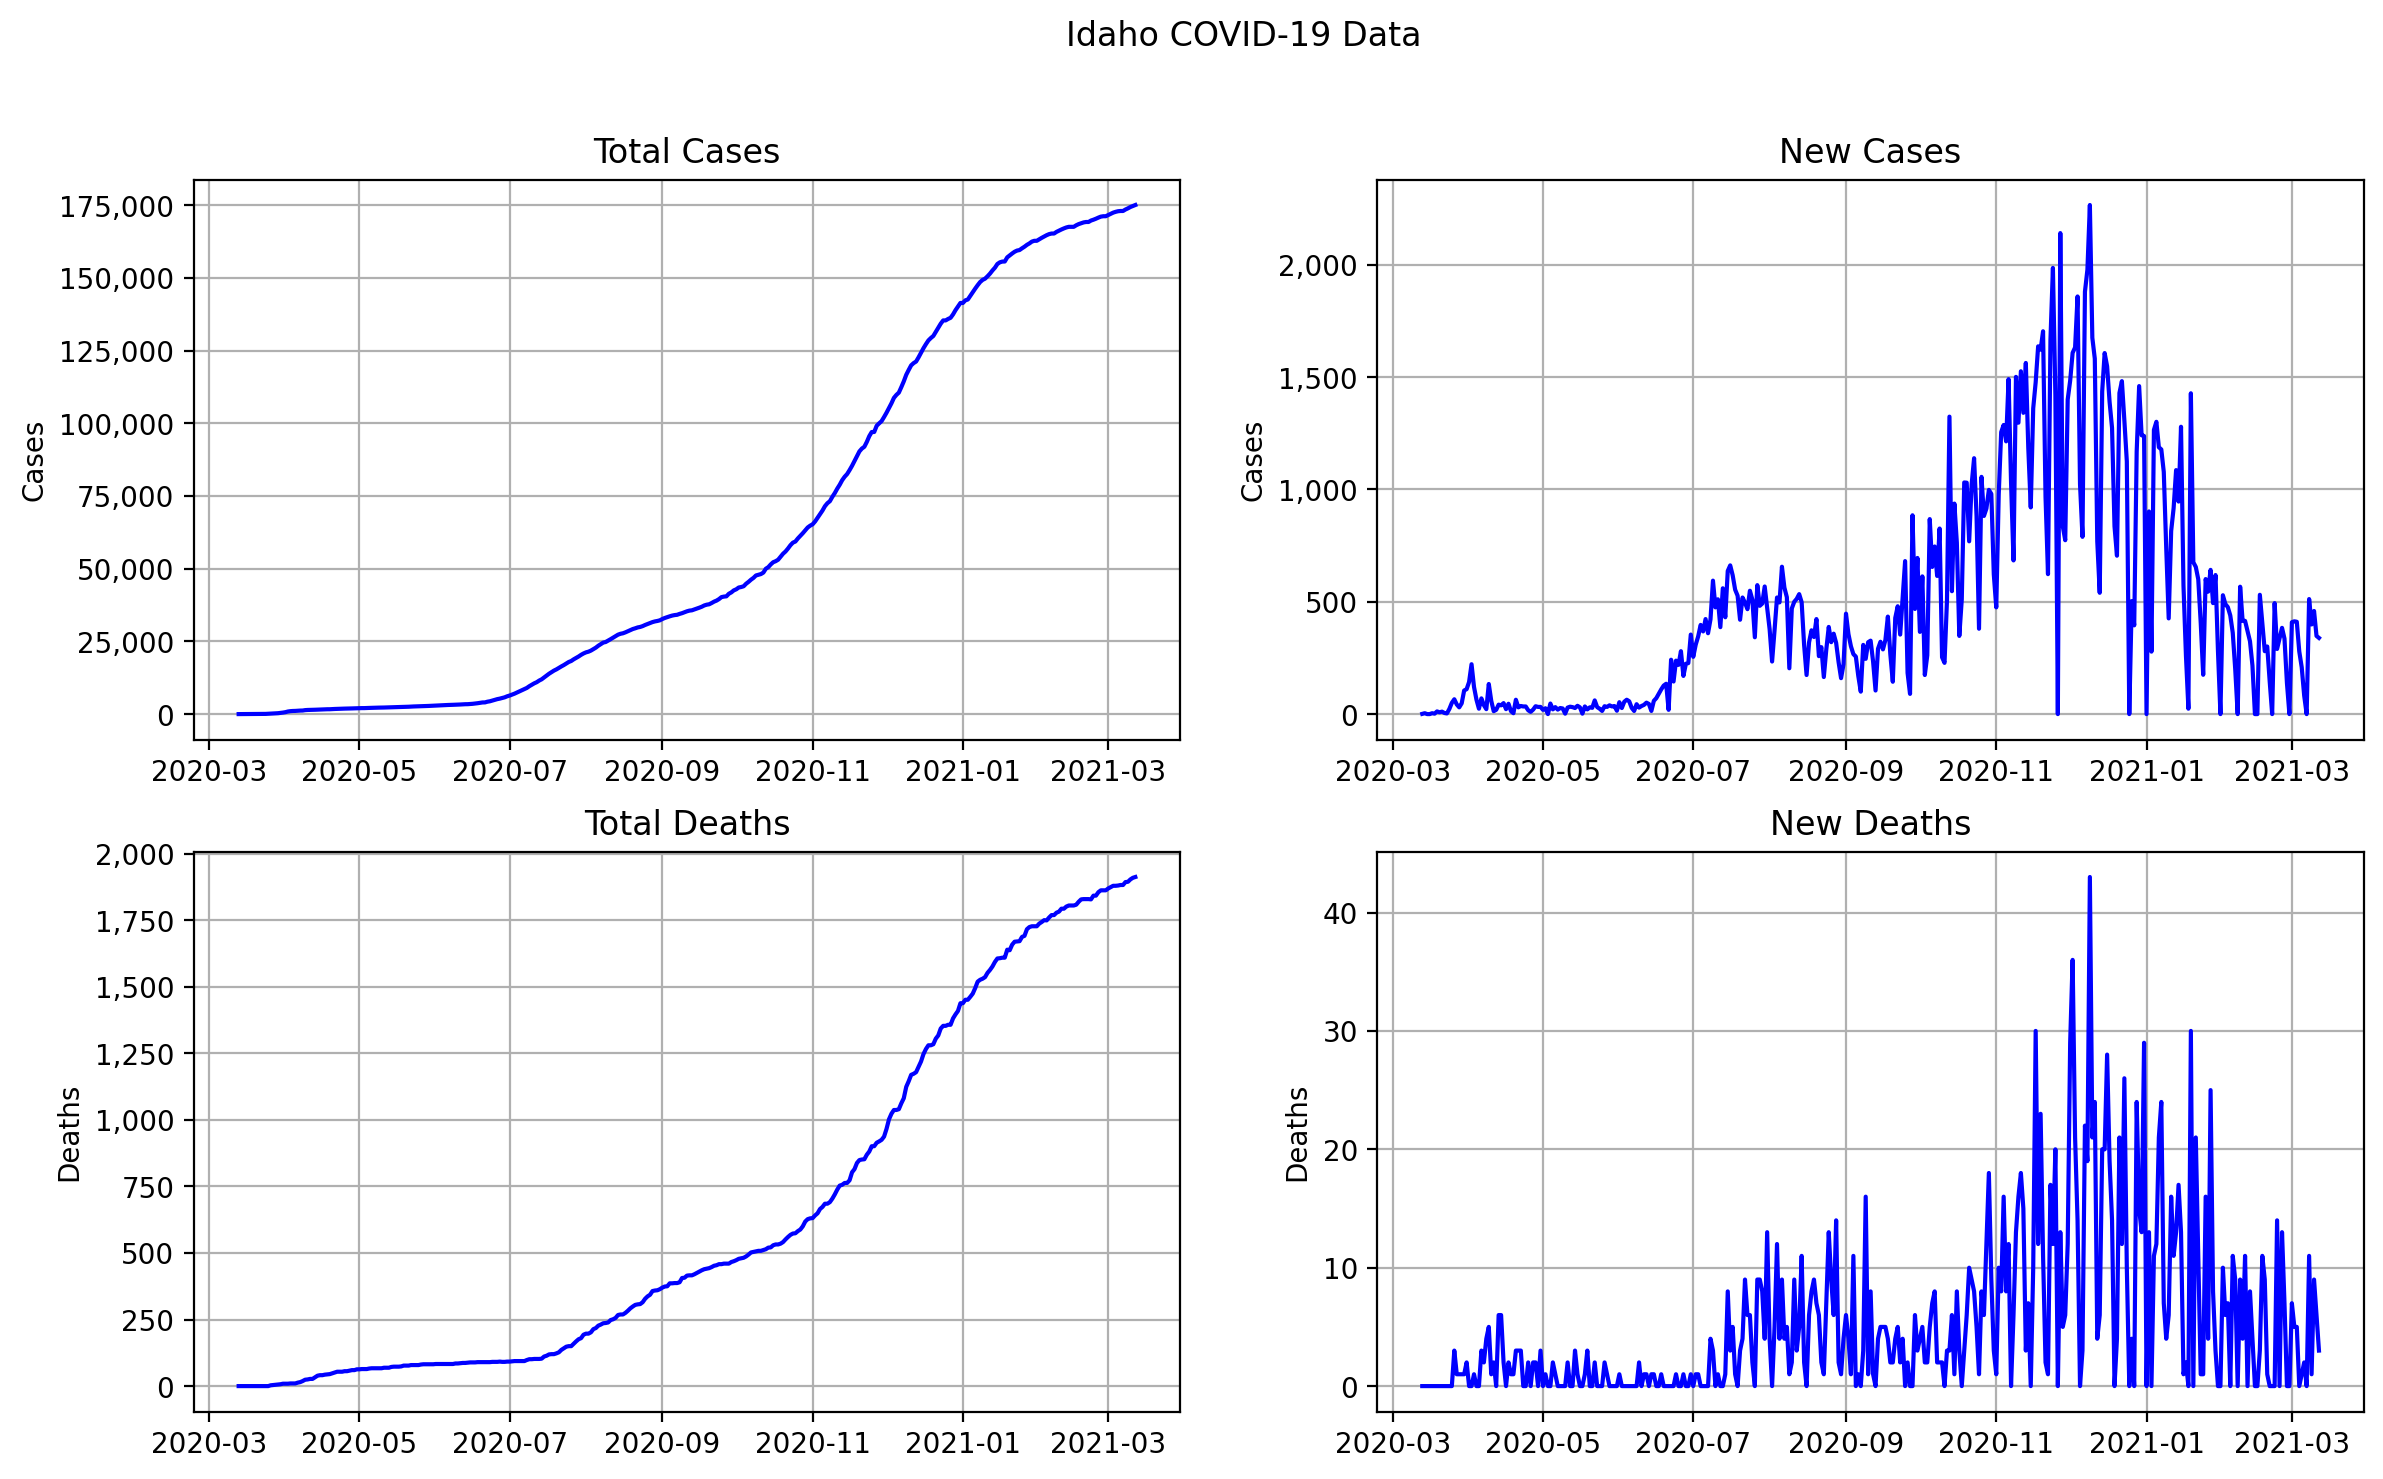 Idaho COVID-19 Data
Total Cases
Cases
175,000
150,000
125,000
100,000
75,000
50,000
25,000
0
2020-03 2020-05 2020-07 2020-09 2020-11 2021-01 2021-03
New Cases
Cases
2,000
1,500
1,000
500
0
2020-03 2020-05 2020-07 2020-09 2020-11 2021-01 2021-03
Total Deaths
Deaths
2,000
1,750
1,500
1,250
1,000
750
500
250
0
2020-03 2020-05 2020-07 2020-09 2020-11 2021-01 2021-03
New Deaths
Deaths
40
30
20
10
0
2020-03 2020-05 2020-07 2020-09 2020-11 2021-01 2021-03